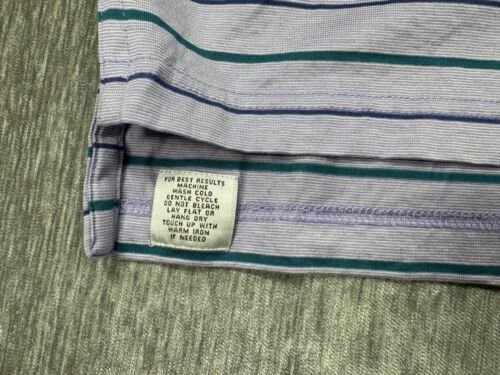 FOR BEST RESULTS
MACHINE
WASH COLD
GENTLE CYCLE
DO NOT BLEACH
LAY FLAT OR
HANG DRY
TOUCH UP WITH
WARM IRON
IF NEEDED